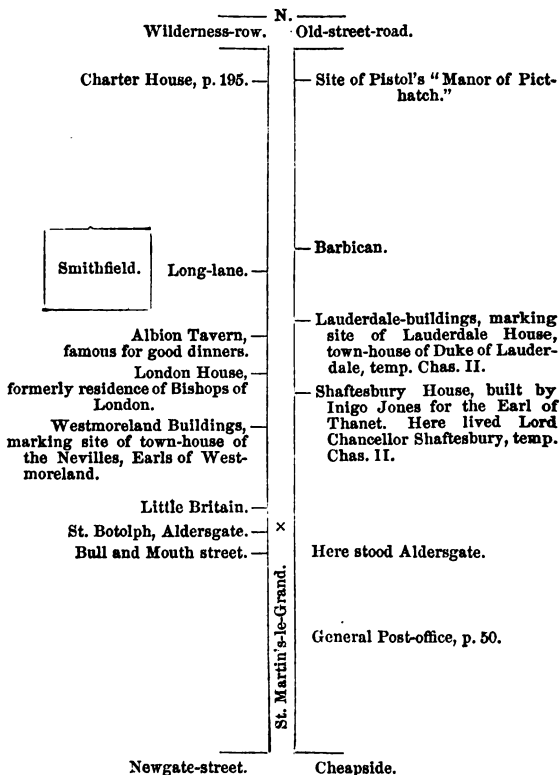 N.
Wilderness-row. Old-street-road.
Charter House, p. 195.
Site of Pistol's "Manor of Pict-
hatch."
Barbican.
Smithfield.
Long-lane.
Lauderdale-buildings, marking
site of Lauderdale House,
town-house of Duke of Lauder-
dale, temp. Chas. II.
Albion Tavern,
famous for good dinners.
London House,
formerly residence of Bishops of
London.
Shaftesbury House, built by
Inigo Jones for the Earl of
Thanet. Here lived Lord
Chancellor Shaftesbury, temp.
Chas. II.
Westmoreland Buildings,
marking site of town-house of
the Nevilles, Earls of West-
moreland.
Little Britain.
St. Botolph, Aldersgate.
×
Bull and Mouth street.
Here stood Aldersgate.
St. Martin's-le-Grand.
General Post-office, p. 50.
Newgate-street.
Cheapside.